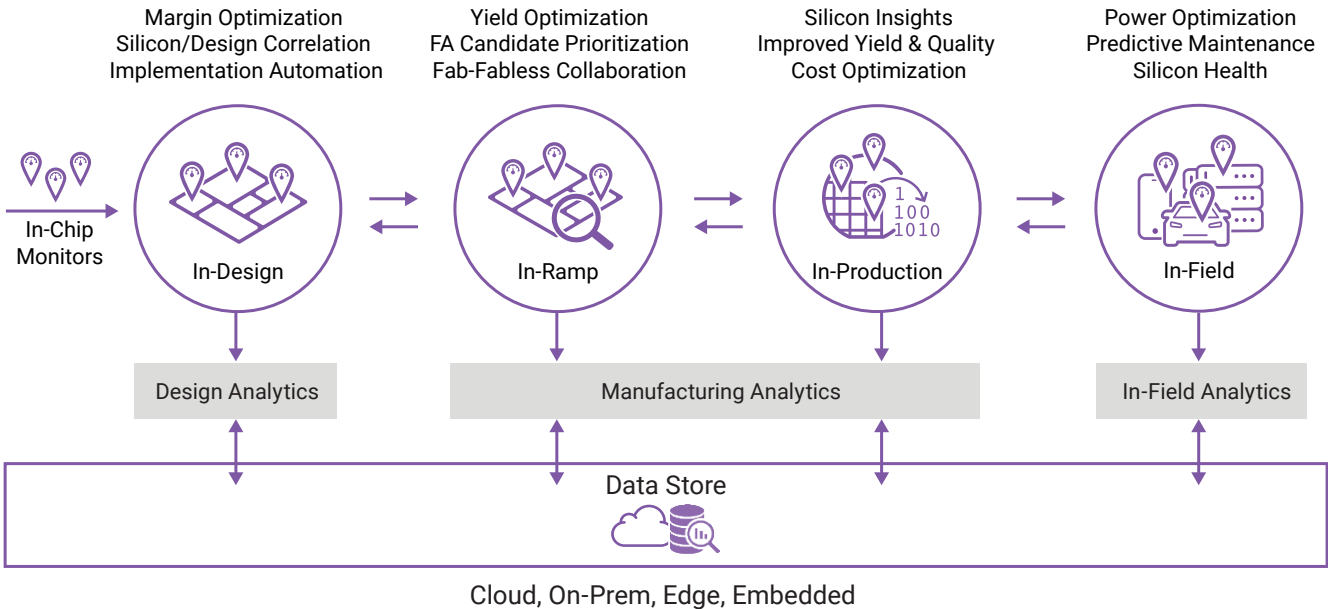 Margin Optimization
Silicon/Design Correlation
Implementation Automation
Yield Optimization
FA Candidate Prioritization
Fab-Fabless Collaboration
Silicon Insights
Improved Yield & Quality
Cost Optimization
Power Optimization
Predictive Maintenance
Silicon Health
In-Chip
Monitors
In-Design
In-Ramp
1
100
1010
In-Production
In-Field
Design Analytics
Manufacturing Analytics
In-Field Analytics
Data Store
Cloud, On-Prem, Edge, Embedded